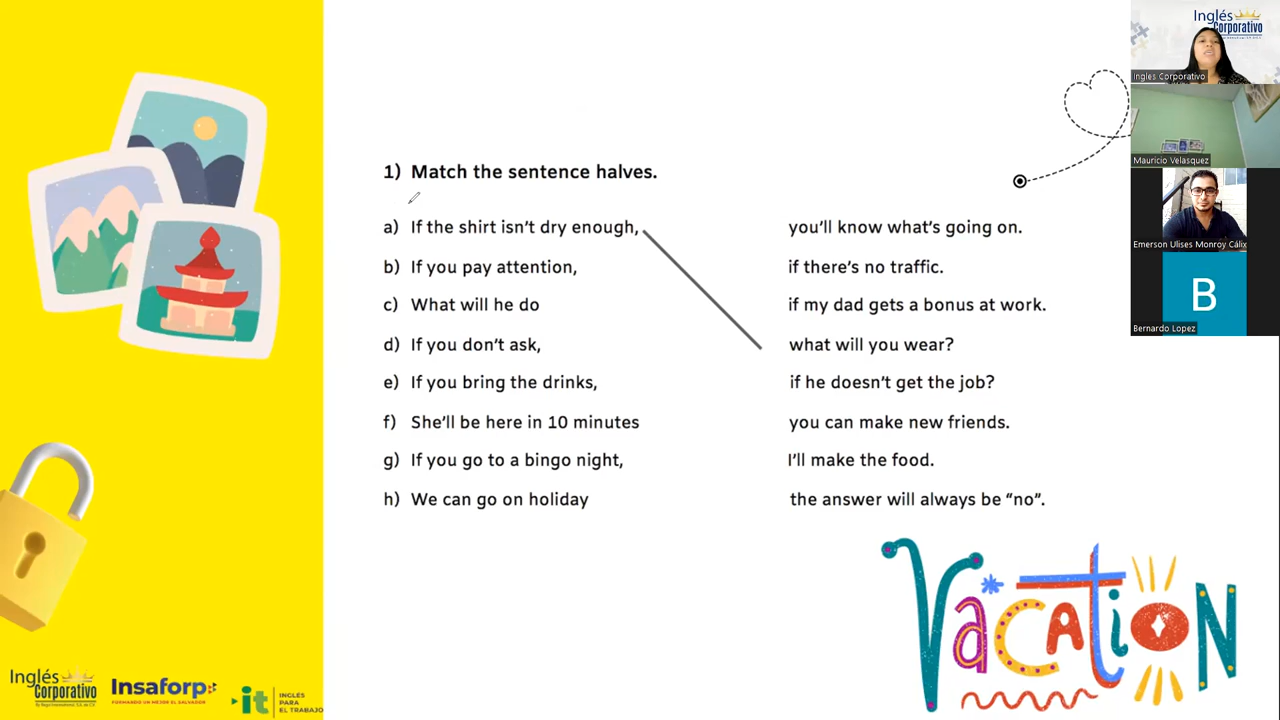 1) Match the sentence halves.
a) If the shirt isn't dry enough,
b) If you pay attention,
c) What will he do
d) If you don't ask,
e) If you bring the drinks,
f) She'll be here in 10 minutes
g) If you go to a bingo night,
h) We can go on holiday
you'll know what's going on.
if there's no traffic.
if my dad gets a bonus at work.
what will you wear?
if he doesn't get the job?
you can make new friends.
I'll make the food.
the answer will always be “no”.
VACATION
Inglés
Corporativo
Insaforp
FORMANDO UN MEJOR EL SALVADOR
it
INGLÉS
PARA
EL TRABAJO
Inglés
Corporativo
Ingles Corporativo
Mauricio Velasquez
Emerson Ulises Monroy Cálix
B
Bernardo Lopez